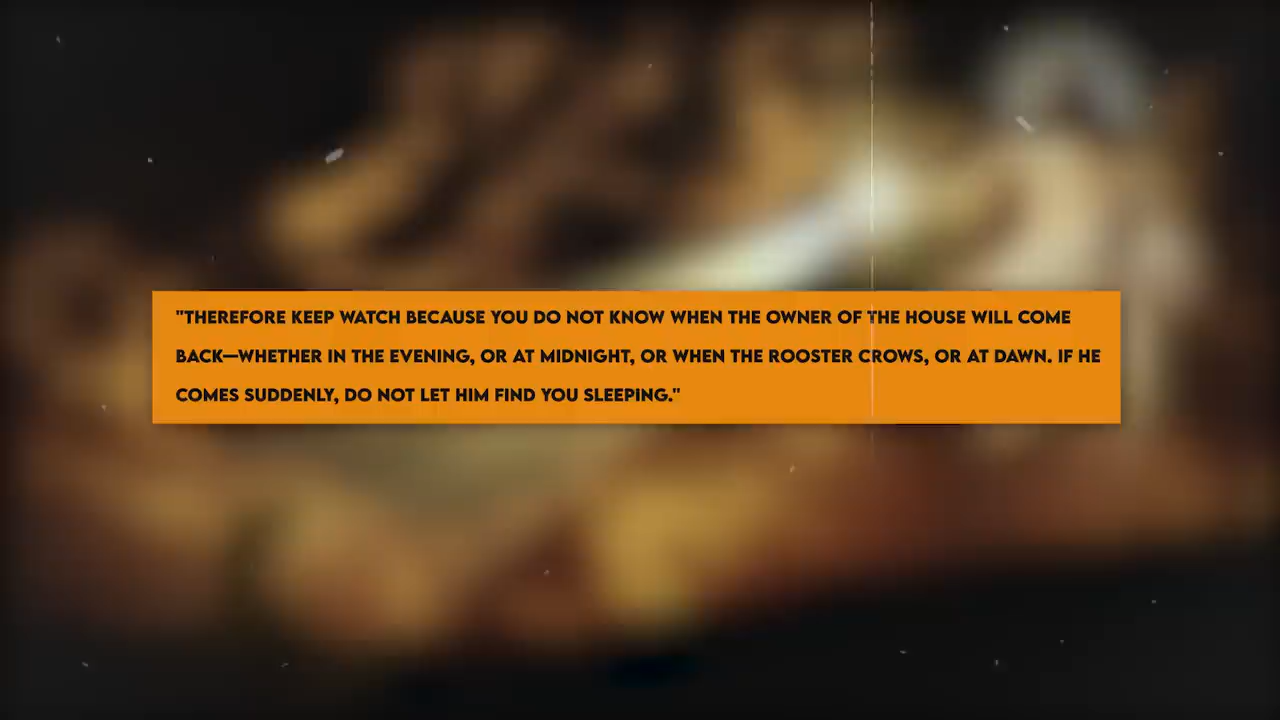 "THEREFORE KEEP WATCH BECAUSE YOU DO NOT KNOW WHEN THE OWNER OF THE HOUSE WILL COME
BACK—WHETHER IN THE EVENING, OR AT MIDNIGHT, OR WHEN THE ROOSTER CROWS, OR AT DAWN. IF HE
COMES SUDDENLY, DO NOT LET HIM FIND YOU SLEEPING."